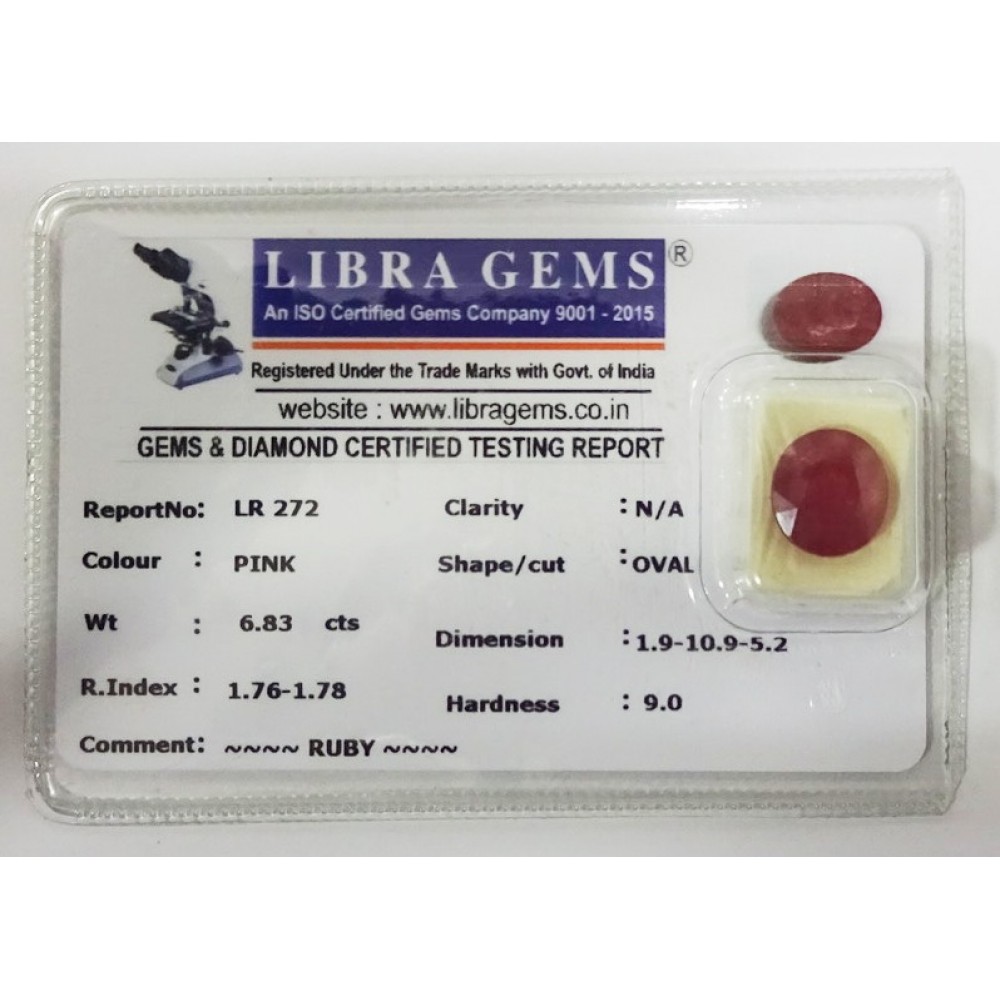 LIBRA GEMS ®
An ISO Certified Gems Company 9001 - 2015
Registered Under the Trade Marks with Govt. of India
website : www.libragems.co.in
GEMS & DIAMOND CERTIFIED TESTING REPORT
ReportNo: LR 272 Clarity : N/A
Colour : PINK Shape/cut : OVAL
Wt : 6.83 cts Dimension : 1.9-10.9-5.2
R.Index : 1.76-1.78 Hardness : 9.0
Comment: ~~~~ RUBY ~~~~